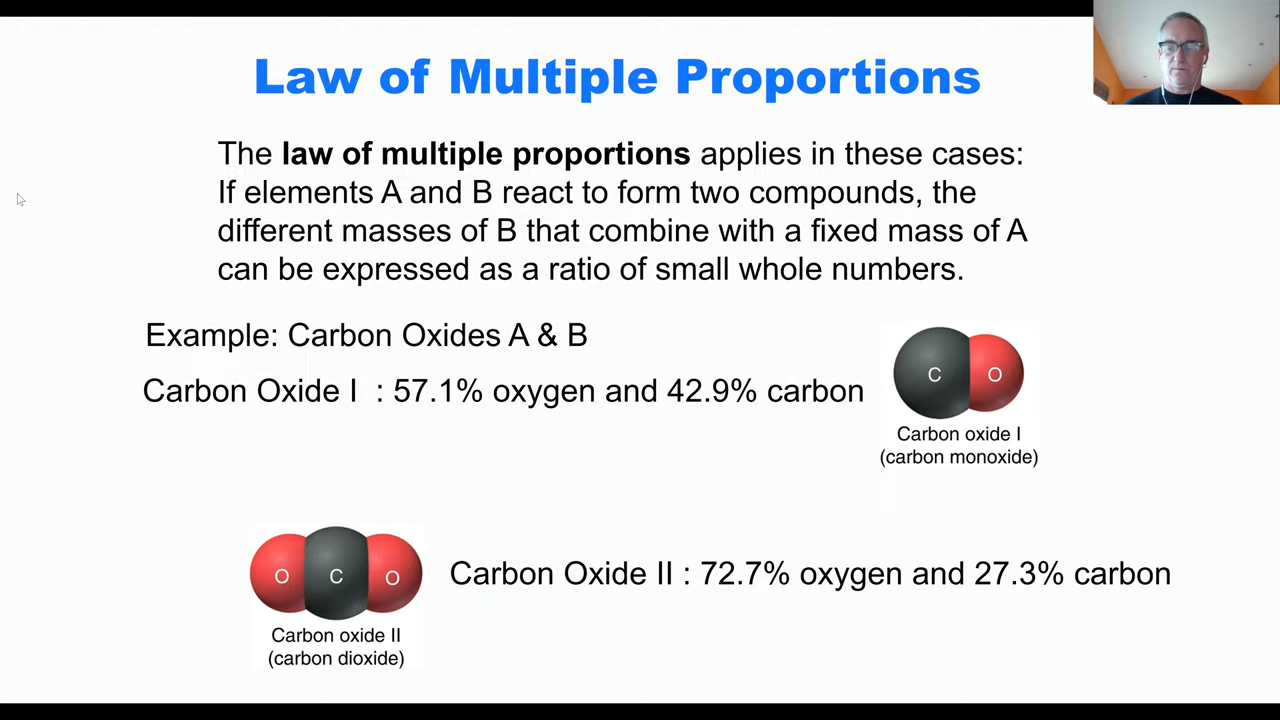 Law of Multiple Proportions
The law of multiple proportions applies in these cases:
If elements A and B react to form two compounds, the
different masses of B that combine with a fixed mass of A
can be expressed as a ratio of small whole numbers.
Example: Carbon Oxides A & B
Carbon Oxide I : 57.1% oxygen and 42.9% carbon
C O
Carbon oxide I
(carbon monoxide)
O C O
Carbon oxide II
(carbon dioxide)
Carbon Oxide II : 72.7% oxygen and 27.3% carbon